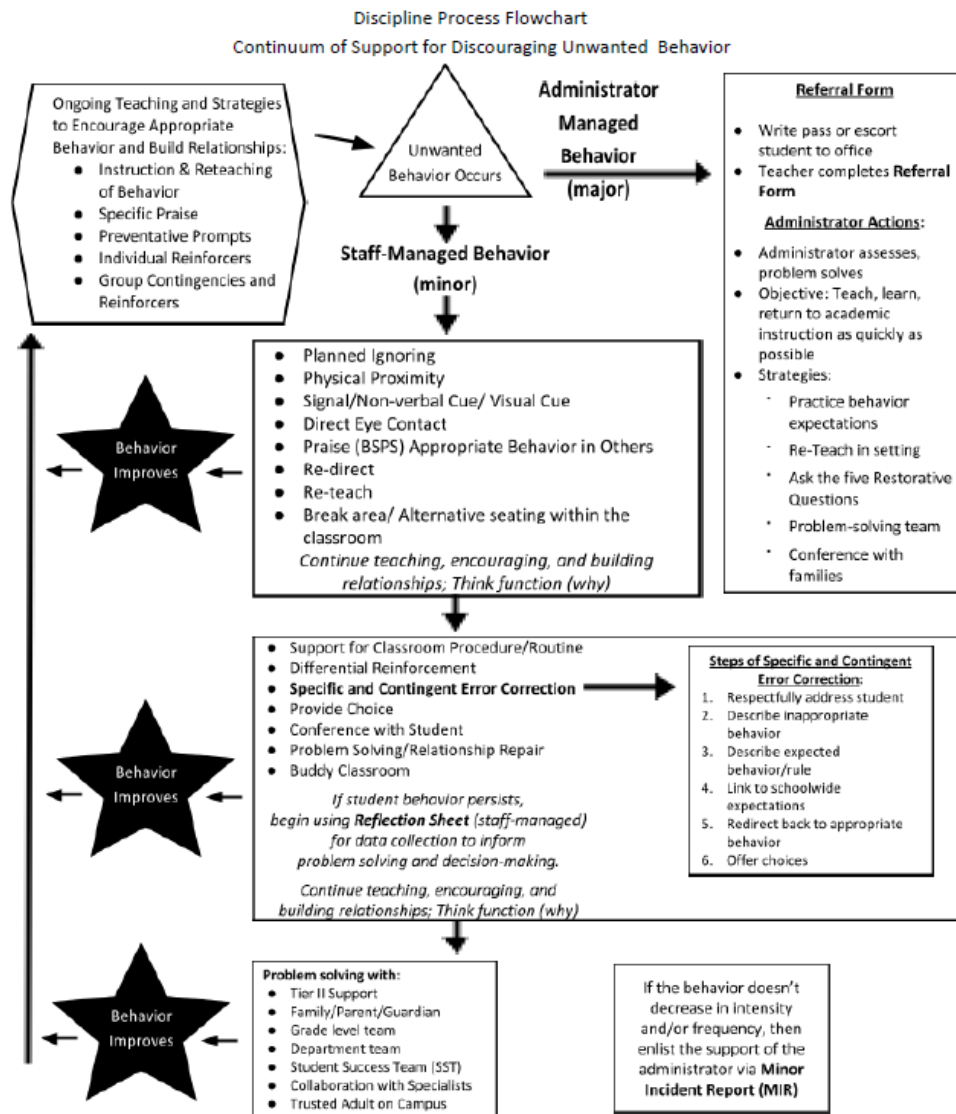 Discipline Process Flowchart
Continuum of Support for Discouraging Unwanted Behavior
Ongoing Teaching and Strategies
to Encourage Appropriate
Behavior and Build Relationships:
● Instruction & Reteaching
of Behavior
● Specific Praise
● Preventative Prompts
● Individual Reinforcers
● Group Contingencies and
Reinforcers
Unwanted
Behavior Occurs
Administrator
Managed
Behavior
(major)
Referral Form
● Write pass or escort
student to office
● Teacher completes Referral
Form
Administrator Actions:
● Administrator assesses,
problem solves
● Objective: Teach, learn,
return to academic
instruction as quickly as
possible
● Strategies:
- Practice behavior
expectations
- Re-Teach in setting
- Ask the five Restorative
Questions
- Problem-solving team
- Conference with
families
Staff-Managed Behavior
(minor)
● Planned Ignoring
● Physical Proximity
● Signal/Non-verbal Cue/ Visual Cue
● Direct Eye Contact
● Praise (BSPS) Appropriate Behavior in Others
● Re-direct
● Re-teach
● Break area/ Alternative seating within the
classroom
Continue teaching, encouraging, and building
relationships; Think function (why)
Behavior
Improves
● Support for Classroom Procedure/Routine
● Differential Reinforcement
● Specific and Contingent Error Correction
● Provide Choice
● Conference with Student
● Problem Solving/Relationship Repair
● Buddy Classroom
If student behavior persists,
begin using Reflection Sheet (staff-managed)
for data collection to inform
problem solving and decision-making.
Continue teaching, encouraging, and
building relationships; Think function (why)
Steps of Specific and Contingent
Error Correction:
1. Respectfully address student
2. Describe inappropriate
behavior
3. Describe expected
behavior/rule
4. Link to schoolwide
expectations
5. Redirect back to appropriate
behavior
6. Offer choices
Behavior
Improves
Problem solving with:
● Tier II Support
● Family/Parent/Guardian
● Grade level team
● Department team
● Student Success Team (SST)
● Collaboration with Specialists
● Trusted Adult on Campus
Behavior
Improves
If the behavior doesn't
decrease in intensity
and/or frequency, then
enlist the support of the
administrator via Minor
Incident Report (MIR)